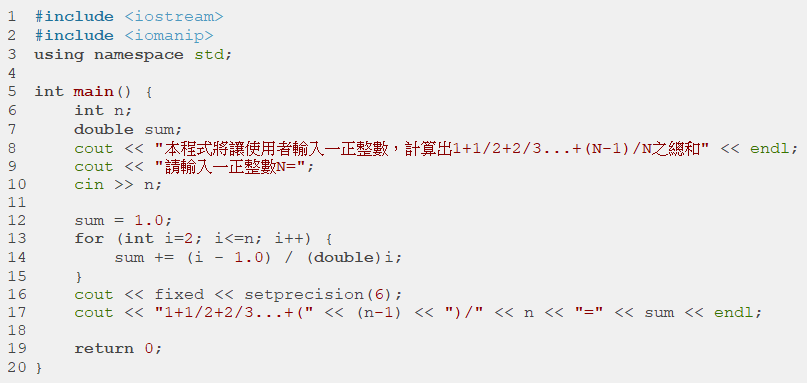 1 #include <iostream>
2 #include <iomanip>
3 using namespace std;
4
5 int main() {
6     int n;
7     double sum;
8     cout << "本程式將讓使用者輸入一正整數，計算出1+1/2+2/3...+(N-1)/N之總和" << endl;
9     cout << "請輸入一正整數N=";
10     cin >> n;
11
12     sum = 1.0;
13     for (int i=2; i<=n; i++) {
14         sum += (i - 1.0) / (double)i;
15     }
16     cout << fixed << setprecision(6);
17     cout << "1+1/2+2/3...+(" << (n-1) << ")/" << n << "=" << sum << endl;
18
19     return 0;
20 }